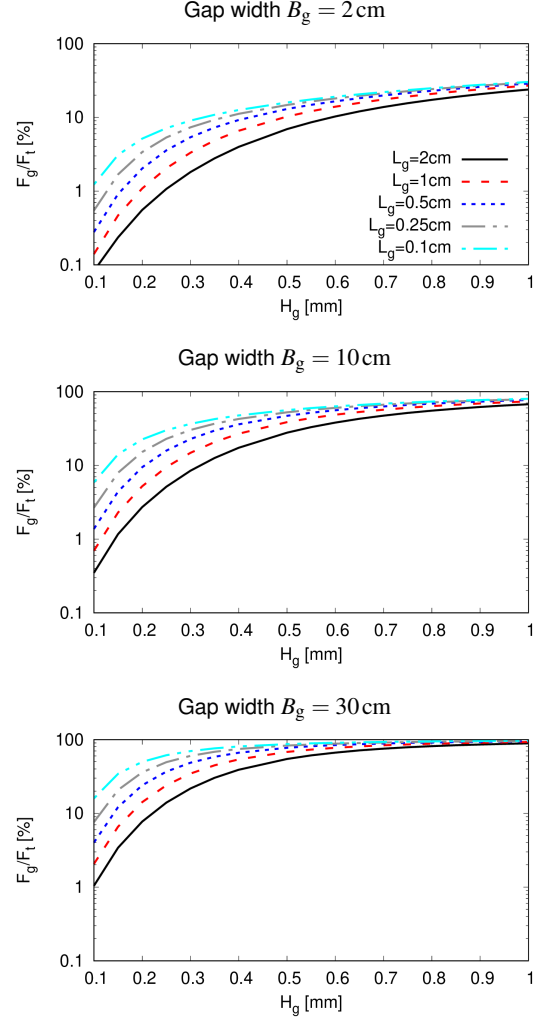 Gap width B_g = 2 cm
100
10
1
0.1
F_g/F_t [%]
L_g=2cm
L_g=1cm
L_g=0.5cm
L_g=0.25cm
L_g=0.1cm
0.1 0.2 0.3 0.4 0.5 0.6 0.7 0.8 0.9 1
H_g [mm]
Gap width B_g = 10 cm
100
10
1
0.1
F_g/F_t [%]
0.1 0.2 0.3 0.4 0.5 0.6 0.7 0.8 0.9 1
H_g [mm]
Gap width B_g = 30 cm
100
10
1
0.1
F_g/F_t [%]
0.1 0.2 0.3 0.4 0.5 0.6 0.7 0.8 0.9 1
H_g [mm]